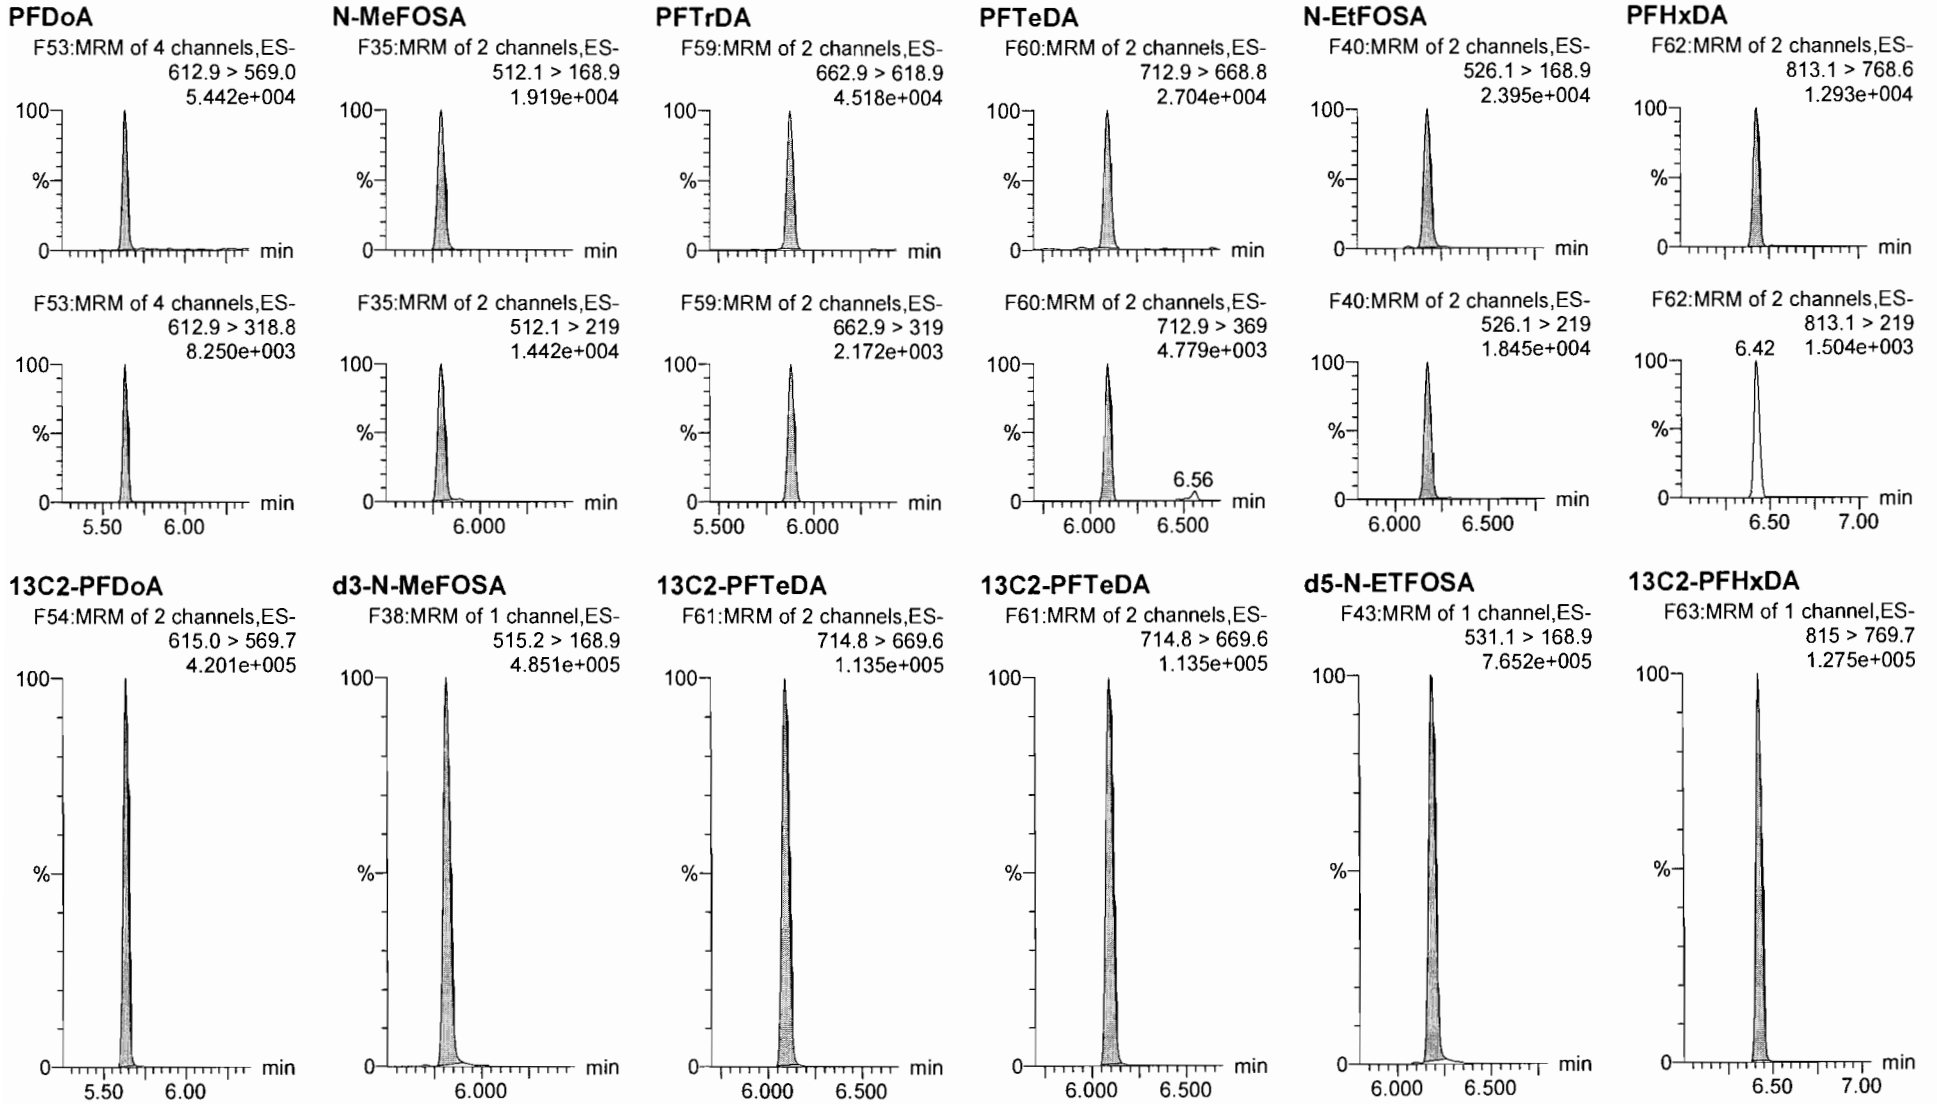 PFDoA
F53:MRM of 4 channels,ES-
612.9 > 569.0
5.442e+004
100
%
0
min
F53:MRM of 4 channels,ES-
612.9 > 318.8
8.250e+003
100
%
0
min
5.50 6.00
N-MeFOSA
F35:MRM of 2 channels,ES-
512.1 > 168.9
1.919e+004
100
%
0
min
F35:MRM of 2 channels,ES-
512.1 > 219
1.442e+004
100
%
0
min
6.000
PFTrDA
F59:MRM of 2 channels,ES-
662.9 > 618.9
4.518e+004
100
%
0
min
F59:MRM of 2 channels,ES-
662.9 > 319
2.172e+003
100
%
0
min
5.500 6.000
PFTeDA
F60:MRM of 2 channels,ES-
712.9 > 668.8
2.704e+004
100
%
0
min
F60:MRM of 2 channels,ES-
712.9 > 369
4.779e+003
100
%
6.56
0
min
6.000 6.500
N-EtFOSA
F40:MRM of 2 channels,ES-
526.1 > 168.9
2.395e+004
100
%
0
min
F40:MRM of 2 channels,ES-
526.1 > 219
1.845e+004
100
%
0
min
6.000 6.500
PFHxDA
F62:MRM of 2 channels,ES-
813.1 > 768.6
1.293e+004
100
%
0
min
F62:MRM of 2 channels,ES-
813.1 > 219
6.42 1.504e+003
100
%
0
min
6.50 7.00
13C2-PFDoA
F54:MRM of 2 channels,ES-
615.0 > 569.7
4.201e+005
100
%
0
min
5.50 6.00
d3-N-MeFOSA
F38:MRM of 1 channel,ES-
515.2 > 168.9
4.851e+005
100
%
0
min
6.000
13C2-PFTeDA
F61:MRM of 2 channels,ES-
714.8 > 669.6
1.135e+005
100
%
0
min
6.000 6.500
13C2-PFTeDA
F61:MRM of 2 channels,ES-
714.8 > 669.6
1.135e+005
100
%
0
min
6.000 6.500
d5-N-ETFOSA
F43:MRM of 1 channel,ES-
531.1 > 168.9
7.652e+005
100
%
0
min
6.000 6.500
13C2-PFHxDA
F63:MRM of 1 channel,ES-
815 > 769.7
1.275e+005
100
%
0
min
6.50 7.00